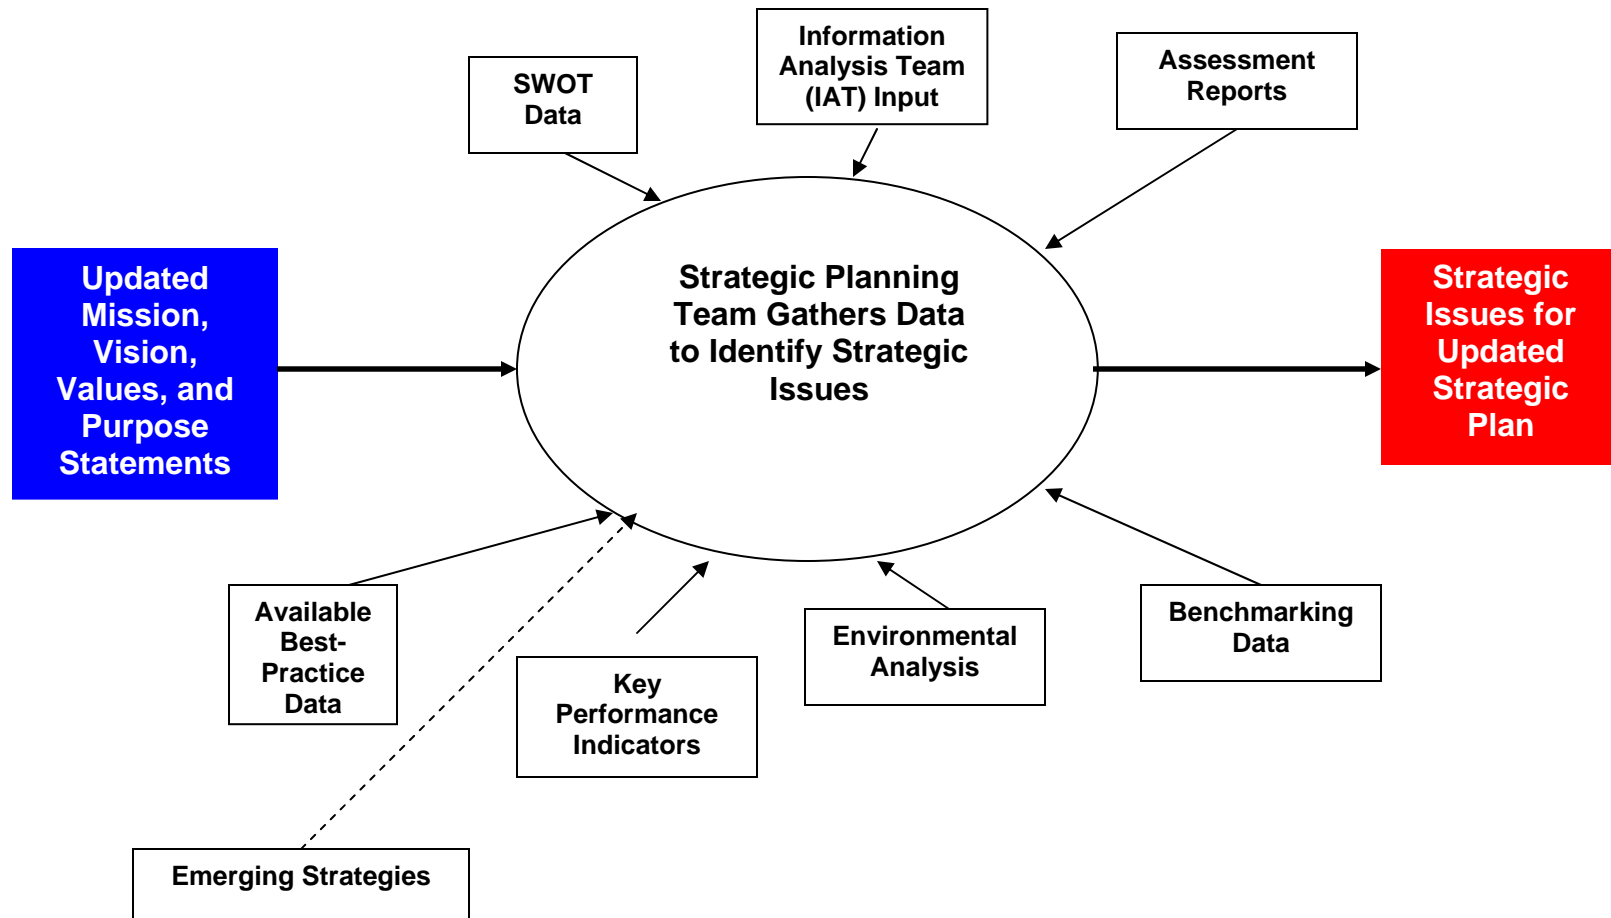 Information
Analysis Team
(IAT) Input
SWOT
Data
Assessment
Reports
Updated
Mission,
Vision,
Values, and
Purpose
Statements
Strategic Planning
Team Gathers Data
to Identify Strategic
Issues
Strategic
Issues for
Updated
Strategic
Plan
Available
Best-
Practice
Data
Key
Performance
Indicators
Environmental
Analysis
Benchmarking
Data
Emerging Strategies